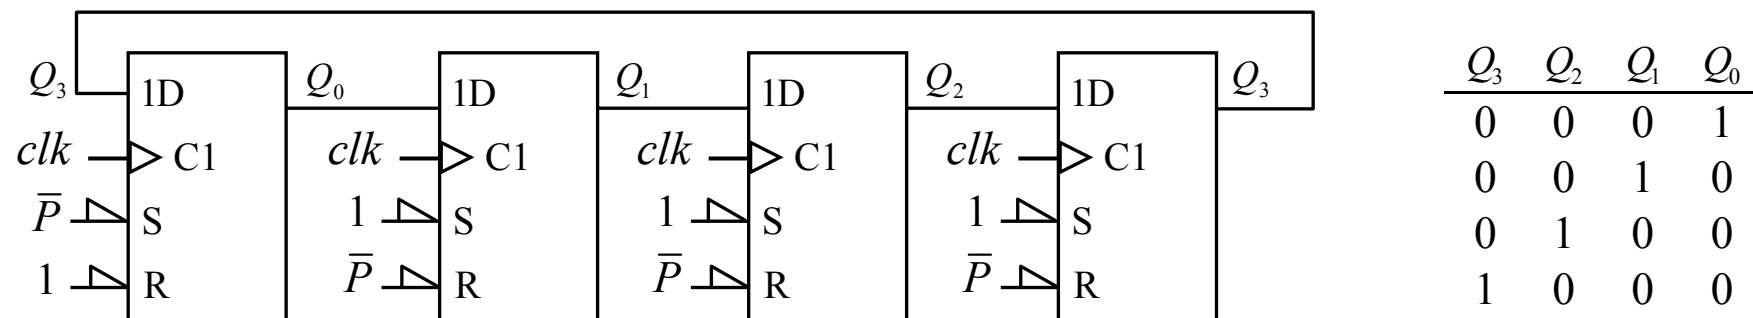 Q₃ 1D Q₀ 1D Q₁ 1D Q₂ 1D Q₃
clk C1 clk C1 clk C1 clk C1
P̅ S 1 S 1 S 1 S
1 R P̅ R P̅ R P̅ R
Q₃ Q₂ Q₁ Q₀
0 0 0 1
0 0 1 0
0 1 0 0
1 0 0 0